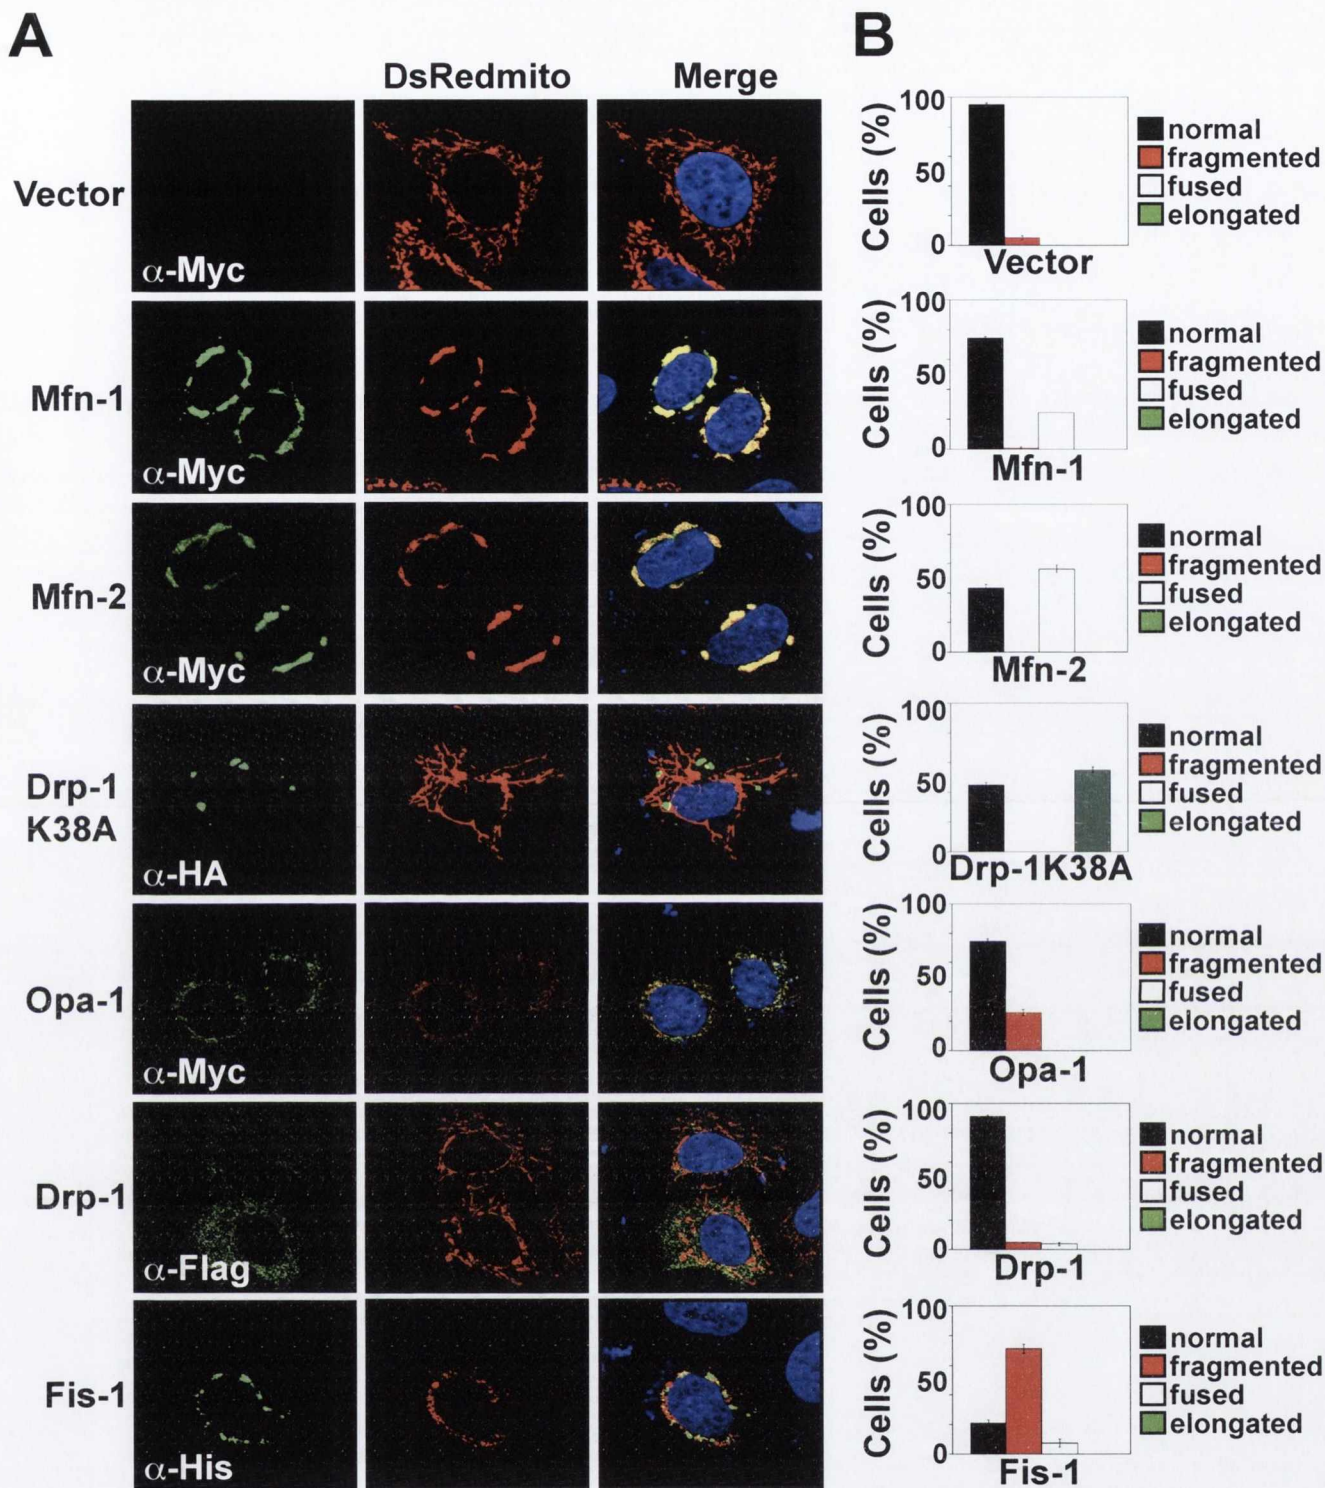 A
B
DsRedmito
Merge
Vector
α-Myc
Cells (%)
100
50
0
Vector
normal
fragmented
fused
elongated
Mfn-1
α-Myc
Cells (%)
100
50
0
Mfn-1
normal
fragmented
fused
elongated
Mfn-2
α-Myc
Cells (%)
100
50
0
Mfn-2
normal
fragmented
fused
elongated
Drp-1
K38A
α-HA
Cells (%)
100
50
0
Drp-1K38A
normal
fragmented
fused
elongated
Opa-1
α-Myc
Cells (%)
100
50
0
Opa-1
normal
fragmented
fused
elongated
Drp-1
α-Flag
Cells (%)
100
50
0
Drp-1
normal
fragmented
fused
elongated
Fis-1
α-His
Cells (%)
100
50
0
Fis-1
normal
fragmented
fused
elongated